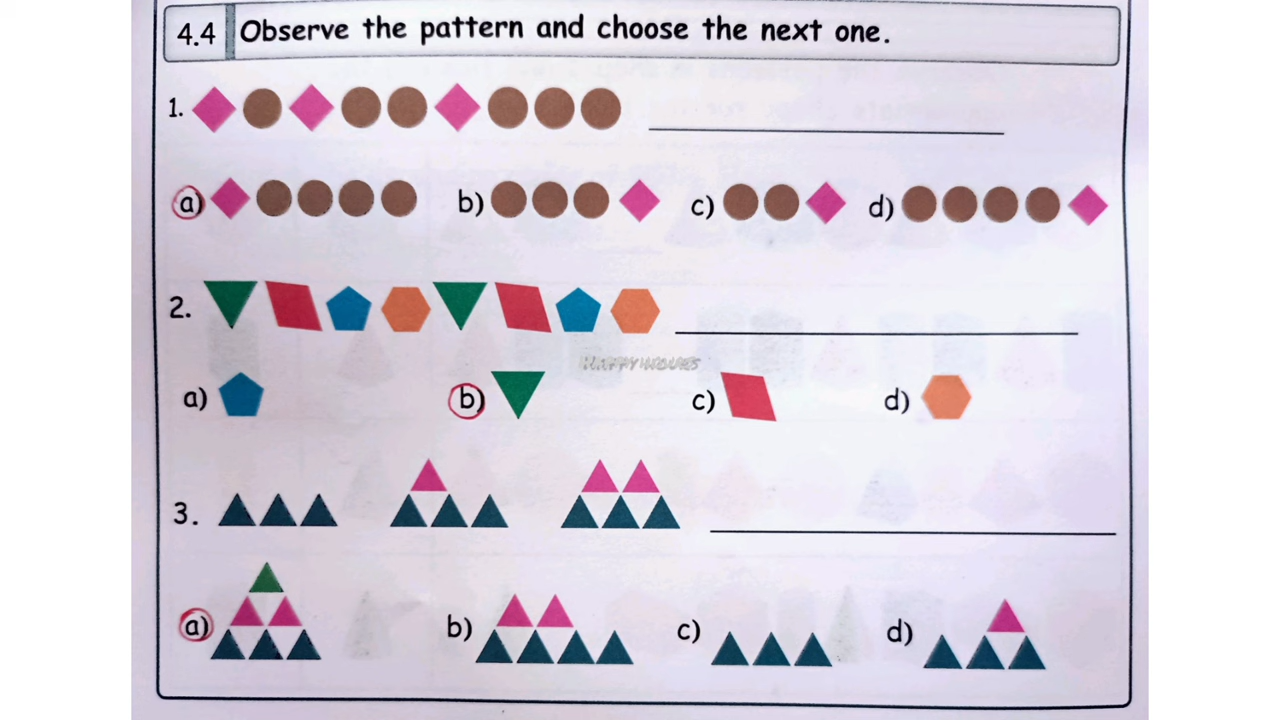 4.4 Observe the pattern and choose the next one.
1.
a) b) c) d)
2.
a) b) c) d)
3.
a) b) c) d)